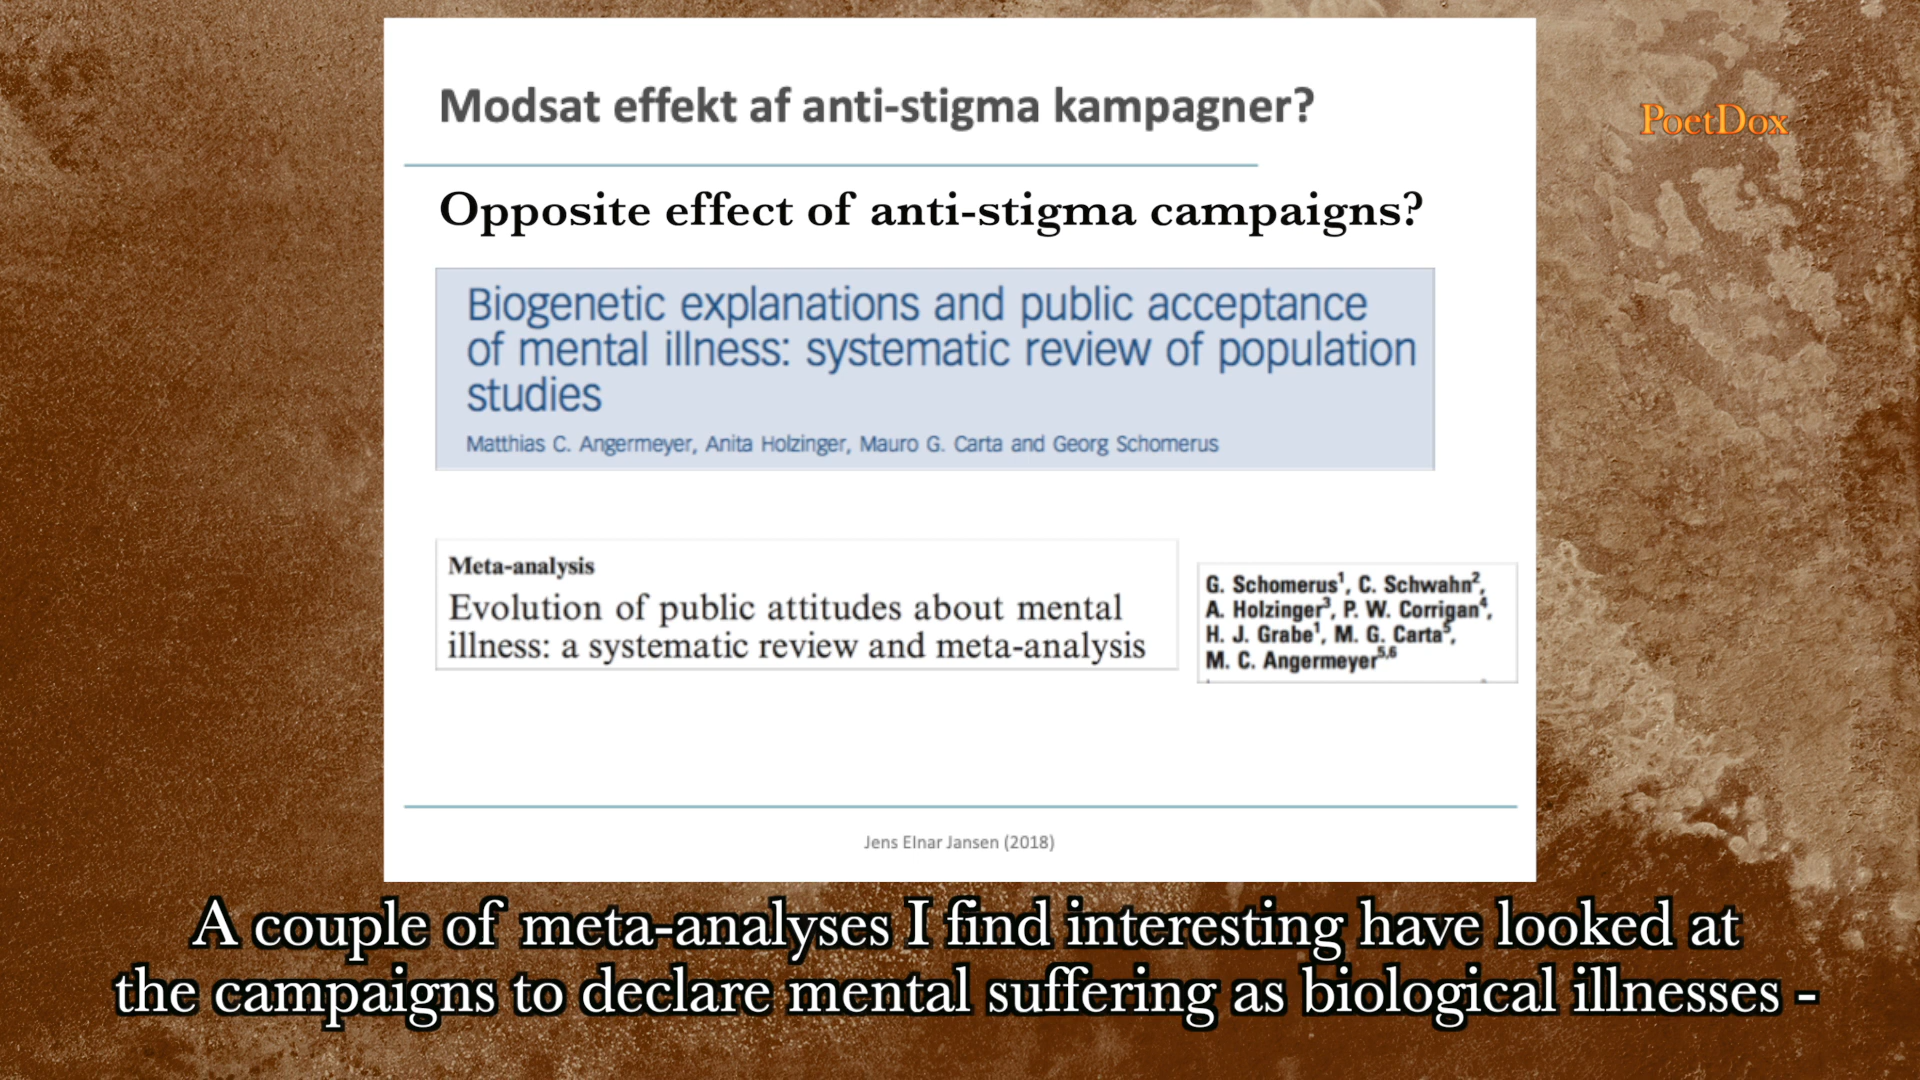 Modsat effekt af anti-stigma kampagner?
PoetDox
Opposite effect of anti-stigma campaigns?
Biogenetic explanations and public acceptance
of mental illness: systematic review of population
studies
Matthias C. Angermeyer, Anita Holzinger, Mauro G. Carta and Georg Schomerus
Meta-analysis
Evolution of public attitudes about mental
illness: a systematic review and meta-analysis
G. Schomerus¹, C. Schwahn²,
A. Holzinger³, P. W. Corrigan⁴,
H. J. Grabe¹, M. G. Carta⁵,
M. C. Angermeyer⁵,⁶
Jens EInar Jansen (2018)
A couple of meta-analyses I find interesting have looked at
the campaigns to declare mental suffering as biological illnesses -